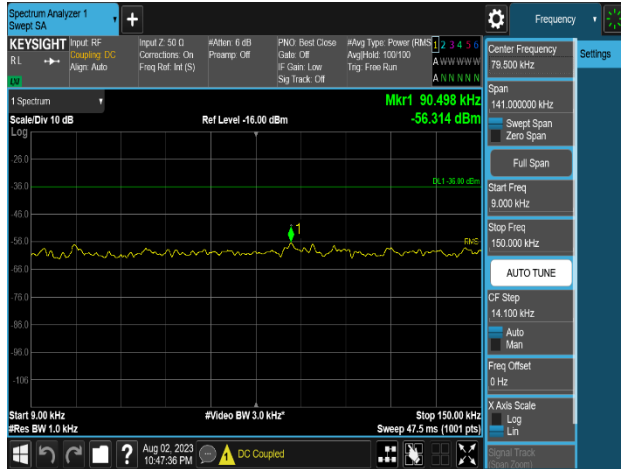 Spectrum Analyzer 1
Swept SA
Frequency
KEYSIGHT
RL
Input: RF
Coupling: DC
Align: Auto
Input Z: 50 Ω
Corrections: On
Freq Ref: Int (S)
#Atten: 6 dB
Preamp: Off
PNO: Best Close
Gate: Off
IF Gain: Low
Sig Track: Off
#Avg Type: Power (RMS
Avg|Hold: 100/100
Trig: Free Run
1 2 3 4 5 6
A W W W W W
A N N N N N
Center Frequency
79.500 kHz
Settings
Span
141.000000 kHz
Swept Span
Zero Span
Full Span
Start Freq
9.000 kHz
Stop Freq
150.000 kHz
AUTO TUNE
CF Step
14.100 kHz
Auto
Man
Freq Offset
0 Hz
X Axis Scale
Log
Lin
Signal Track
(Span Zoom)
1 Spectrum
Scale/Div 10 dB
Log
Ref Level -16.00 dBm
Mkr1 90.498 kHz
-56.314 dBm
-26.0
DL1 -36.00 dBm
-36.0
-46.0
1
-56.0
RMS
-66.0
-76.0
-86.0
-96.0
-106
Start 9.00 kHz
#Res BW 1.0 kHz
#Video BW 3.0 kHz*
Stop 150.00 kHz
Sweep 47.5 ms (1001 pts)
Aug 02, 2023
10:47:36 PM
DC Coupled